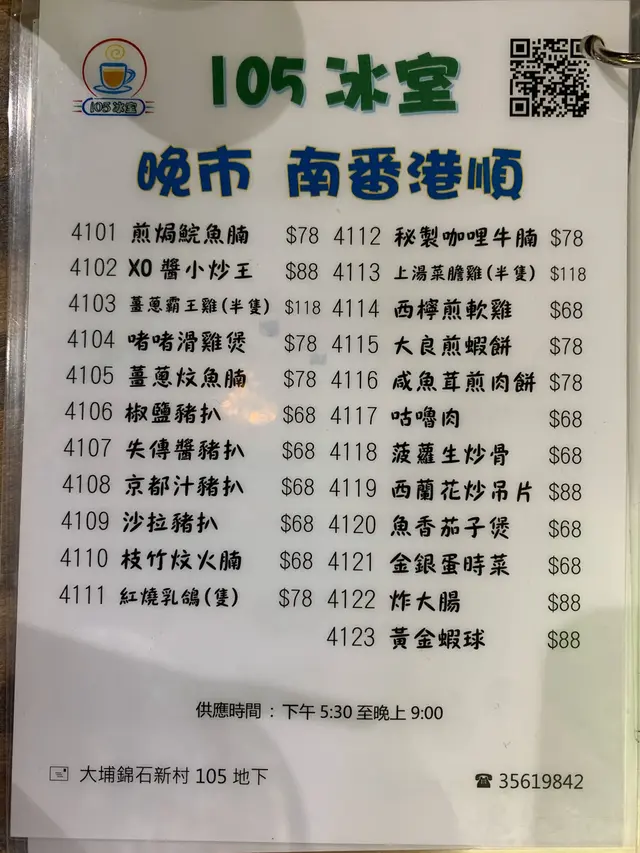 105 冰室
105 冰室
晚市 南番港順
4101 煎焗鯇魚腩 $78
4102 XO 醬小炒王 $88
4103 薑蔥霸王雞(半隻) $118
4104 啫啫滑雞煲 $78
4105 薑蔥炆魚腩 $78
4106 椒鹽豬扒 $68
4107 失傳醬豬扒 $68
4108 京都汁豬扒 $68
4109 沙拉豬扒 $68
4110 枝竹炆火腩 $68
4111 紅燒乳鴿(隻) $78
4112 秘製咖哩牛腩 $78
4113 上湯菜膽雞(半隻) $118
4114 西檸煎軟雞 $68
4115 大良煎蝦餅 $78
4116 咸魚茸煎肉餅 $78
4117 咕嚕肉 $68
4118 菠蘿生炒骨 $68
4119 西蘭花炒吊片 $88
4120 魚香茄子煲 $68
4121 金銀蛋時菜 $68
4122 炸大腸 $88
4123 黃金蝦球 $88
供應時間：下午 5:30 至晚上 9:00
大埔錦石新村 105 地下
☎ 35619842